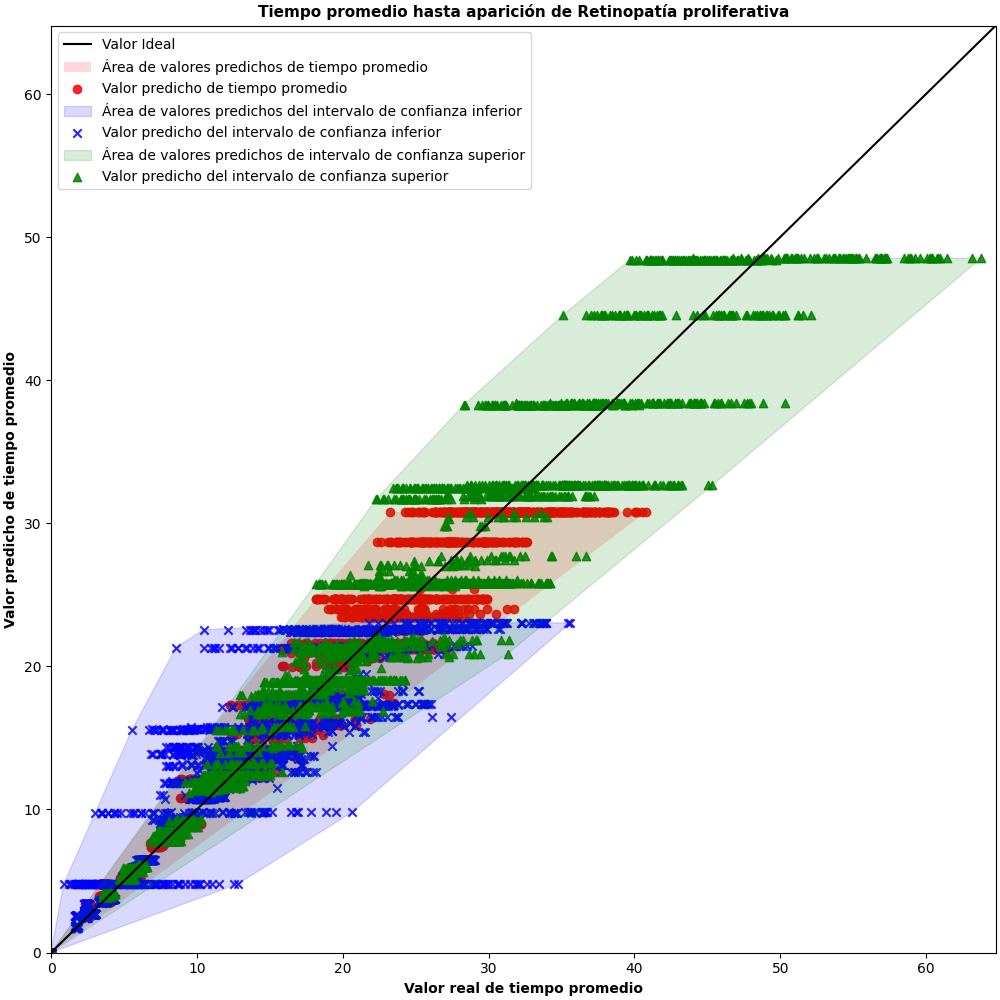 Tiempo promedio hasta aparición de Retinopatía proliferativa
Valor Ideal
Área de valores predichos de tiempo promedio
Valor predicho de tiempo promedio
Área de valores predichos del intervalo de confianza inferior
Valor predicho del intervalo de confianza inferior
Área de valores predichos de intervalo de confianza superior
Valor predicho del intervalo de confianza superior
Valor predicho de tiempo promedio
60
50
40
30
20
10
0
0 10 20 30 40 50 60
Valor real de tiempo promedio